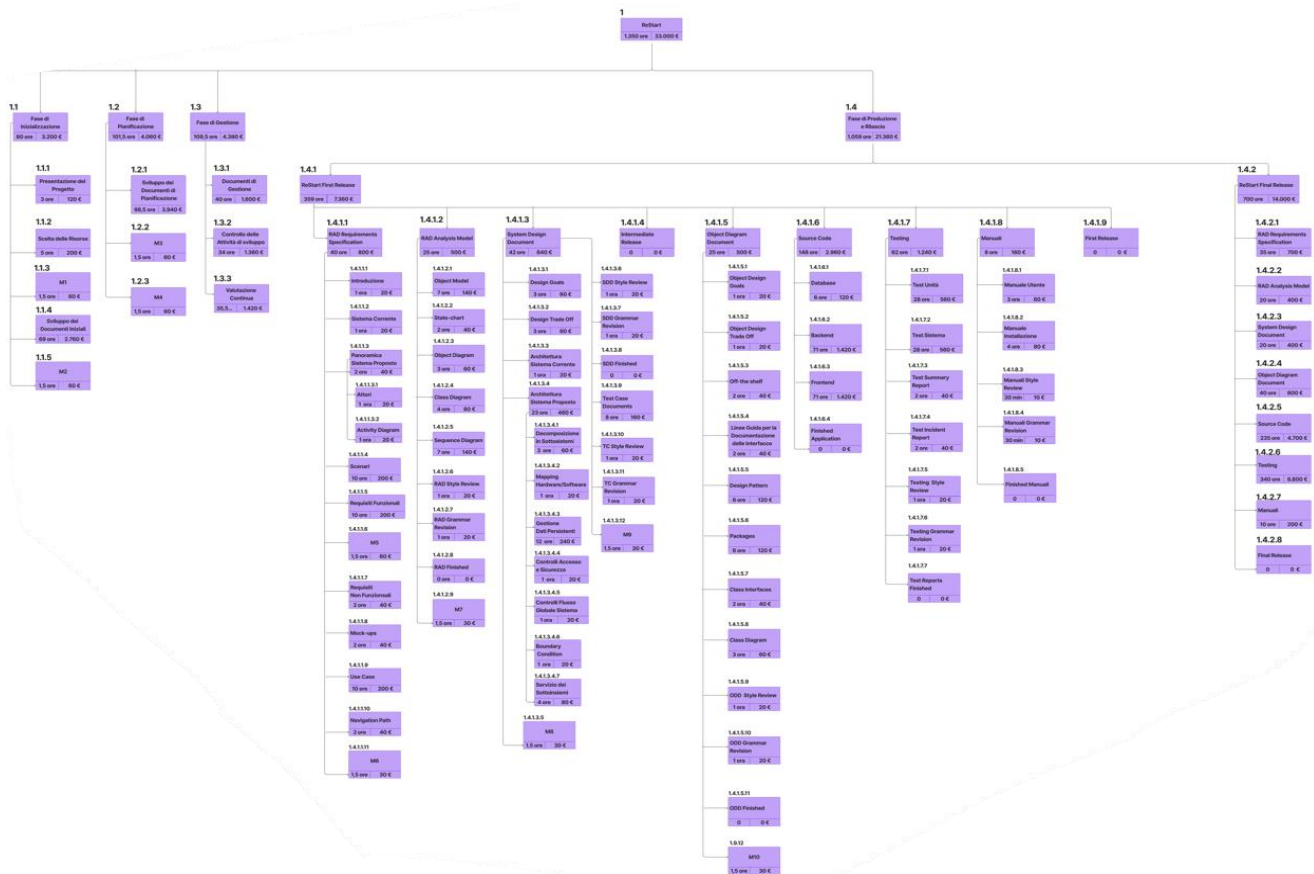 1
ReStart
1.350 ore 33.000 €
1.1
Fase di
Inizializzazione
80 ore 3.200 €
1.1.1
Presentazione del
Progetto
3 ore 120 €
1.1.2
Scelta delle Risorse
5 ore 200 €
1.1.3
M1
1,5 ore 60 €
1.1.4
Sviluppo dei
Documenti Iniziali
69 ore 2.760 €
1.1.5
M2
1,5 ore 60 €
1.2
Fase di
Pianificazione
101,5 ore 4.060 €
1.2.1
Sviluppo dei
Documenti di
Pianificazione
98,5 ore 3.940 €
1.2.2
M3
1,5 ore 60 €
1.2.3
M4
1,5 ore 60 €
1.3
Fase di Gestione
109,5 ore 4.380 €
1.3.1
Documenti di
Gestione
40 ore 1.600 €
1.3.2
Controllo delle
Attività di sviluppo
34 ore 1.360 €
1.3.3
Valutazione
Continua
35,5... 1.420 €
1.4
Fase di Produzione
e Rilascio
1.059 ore 21.360 €
1.4.1
ReStart First Release
359 ore 7.360 €
1.4.1.1
RAD Requirements
Specification
40 ore 800 €
1.4.1.1.1
Introduzione
1 ora 20 €
1.4.1.1.2
Sistema Corrente
1 ora 20 €
1.4.1.1.3
Panoramica
Sistema Proposto
2 ore 40 €
1.4.1.1.3.1
Attori
1 ora 20 €
1.4.1.1.3.2
Activity Diagram
1 ora 20 €
1.4.1.1.4
Scenari
10 ore 200 €
1.4.1.1.5
Requisiti Funzionali
10 ore 200 €
1.4.1.1.6
M5
1,5 ore 60 €
1.4.1.1.7
Requisiti
Non Funzionali
2 ore 40 €
1.4.1.1.8
Mock-ups
2 ore 40 €
1.4.1.1.9
Use Case
10 ore 200 €
1.4.1.1.10
Navigation Path
2 ore 40 €
1.4.1.1.11
M6
1,5 ore 30 €
1.4.1.2
RAD Analysis Model
25 ore 500 €
1.4.1.2.1
Object Model
7 ore 140 €
1.4.1.2.2
State-chart
2 ore 40 €
1.4.1.2.3
Object Diagram
3 ore 60 €
1.4.1.2.4
Class Diagram
4 ore 80 €
1.4.1.2.5
Sequence Diagram
7 ore 140 €
1.4.1.2.6
RAD Style Review
1 ora 20 €
1.4.1.2.7
RAD Grammar
Revision
1 ora 20 €
1.4.1.2.8
RAD Finished
0 ore 0 €
1.4.1.2.9
M7
1,5 ore 30 €
1.4.1.3
System Design
Document
42 ore 840 €
1.4.1.3.1
Design Goals
3 ore 60 €
1.4.1.3.2
Design Trade Off
3 ore 60 €
1.4.1.3.3
Architettura
Sistema Corrente
1 ora 20 €
1.4.1.3.4
Architettura
Sistema Proposto
23 ore 460 €
1.4.1.3.4.1
Decomposizione
in Sottosistemi
3 ore 60 €
1.4.1.3.4.2
Mapping
Hardware/Software
1 ora 20 €
1.4.1.3.4.3
Gestione
Dati Persistenti
12 ore 240 €
1.4.1.3.4.4
Controlli Accesso
e Sicurezza
1 ora 20 €
1.4.1.3.4.5
Controlli Flusso
Globale Sistema
1 ora 20 €
1.4.1.3.4.6
Boundary
Condition
1 ora 20 €
1.4.1.3.4.7
Servizio dei
Sottoinsiemi
4 ore 80 €
1.4.1.3.5
M8
1,5 ore 30 €
1.4.1.3.6
SDD Style Review
1 ora 20 €
1.4.1.3.7
SDD Grammar
Revision
1 ora 20 €
1.4.1.3.8
SDD Finished
0 0 €
1.4.1.3.9
Test Case
Documents
8 ore 160 €
1.4.1.3.10
TC Style Review
1 ora 20 €
1.4.1.3.11
TC Grammar
Revision
1 ora 20 €
1.4.1.3.12
M9
1,5 ore 30 €
1.4.1.4
Intermediate
Release
0 0 €
1.4.1.5
Object Diagram
Document
25 ore 500 €
1.4.1.5.1
Object Design
Goals
1 ora 20 €
1.4.1.5.2
Object Design
Trade Off
1 ora 20 €
1.4.1.5.3
Off-the shelf
2 ore 40 €
1.4.1.5.4
Linee Guida per la
Documentazione
delle Interfacce
2 ore 40 €
1.4.1.5.5
Design Pattern
6 ore 120 €
1.4.1.5.6
Packages
6 ore 120 €
1.4.1.5.7
Class Interfaces
2 ore 40 €
1.4.1.5.8
Class Diagram
3 ore 60 €
1.4.1.5.9
ODD Style Review
1 ora 20 €
1.4.1.5.10
ODD Grammar
Revision
1 ora 20 €
1.4.1.5.11
ODD Finished
0 0 €
1.9.12
M10
1,5 ore 30 €
1.4.1.6
Source Code
148 ore 2.960 €
1.4.1.6.1
Database
6 ore 120 €
1.4.1.6.2
Backend
71 ore 1.420 €
1.4.1.6.3
Frontend
71 ore 1.420 €
1.4.1.6.4
Finished
Application
0 0 €
1.4.1.7
Testing
62 ore 1.240 €
1.4.1.7.1
Test Unità
28 ore 560 €
1.4.1.7.2
Test Sistema
28 ore 560 €
1.4.1.7.3
Test Summery
Report
2 ore 40 €
1.4.1.7.4
Test Incident
Report
2 ore 40 €
1.4.1.7.5
Testing Style
Review
1 ora 20 €
1.4.1.7.6
Testing Grammar
Revision
1 ora 20 €
1.4.1.7.7
Test Reports
Finished
0 0 €
1.4.1.8
Manuali
8 ore 160 €
1.4.1.8.1
Manuale Utente
3 ore 60 €
1.4.1.8.2
Manuale
Installazione
4 ore 80 €
1.4.1.8.3
Manuali Style
Review
30 min 10 €
1.4.1.8.4
Manuali Grammar
Revision
30 min 10 €
1.4.1.8.5
Finished Manuali
0 0 €
1.4.1.9
First Release
0 0 €
1.4.2
ReStart Final Release
700 ore 14.000 €
1.4.2.1
RAD Requirements
Specification
35 ore 700 €
1.4.2.2
RAD Analysis Model
20 ore 400 €
1.4.2.3
System Design
Document
20 ore 400 €
1.4.2.4
Object Diagram
Document
40 ore 800 €
1.4.2.5
Source Code
235 ore 4.700 €
1.4.2.6
Testing
340 ore 6.800 €
1.4.2.7
Manuali
10 ore 200 €
1.4.2.8
Final Release
0 0 €